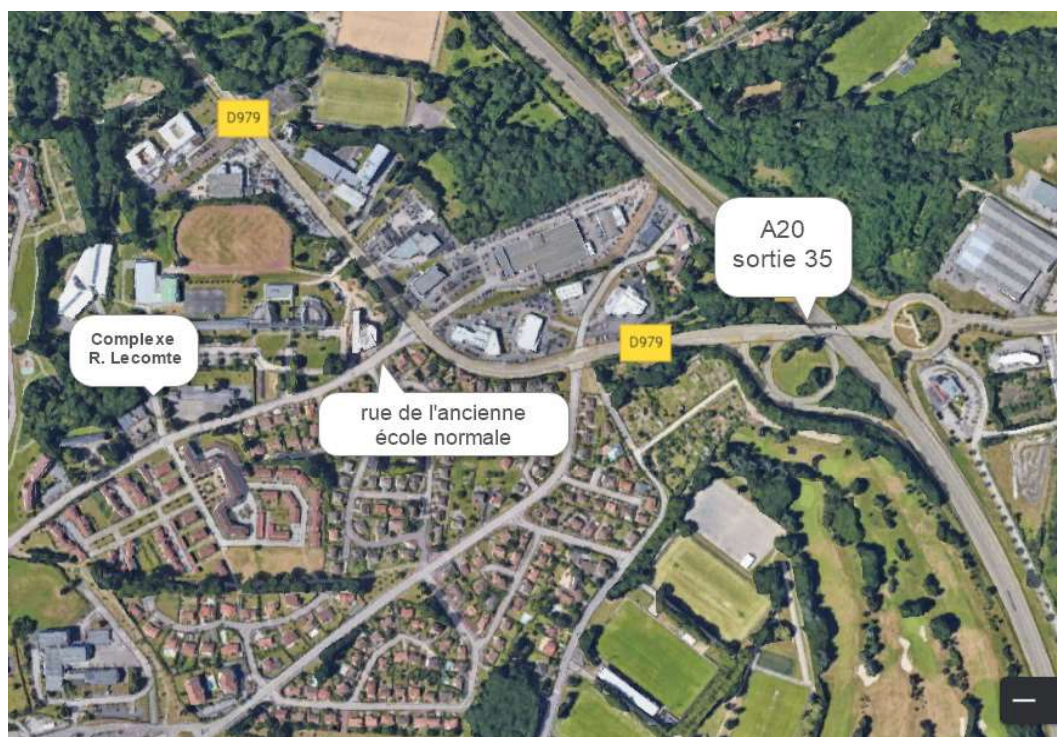 D979
A20
sortie 35
Complexe
R. Lecomte
D979
rue de l'ancienne
école normale